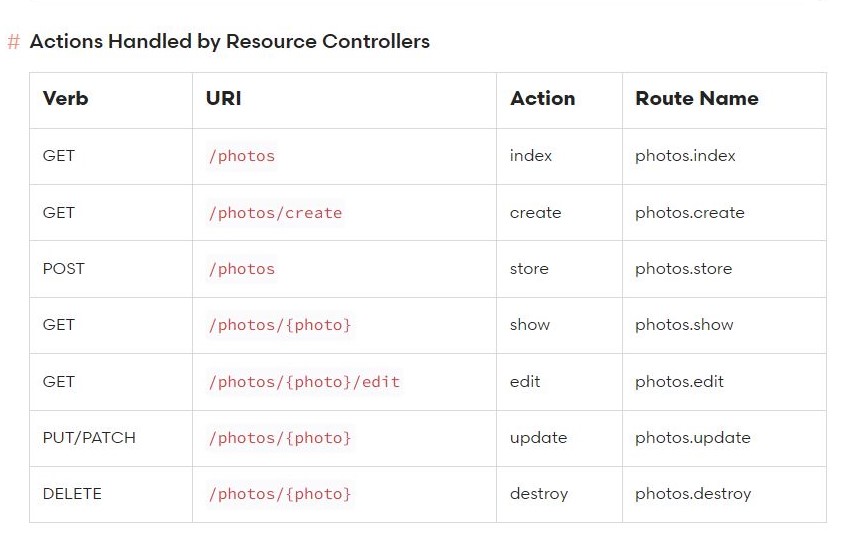 # Actions Handled by Resource Controllers
Verb URI Action Route Name
GET /photos index photos.index
GET /photos/create create photos.create
POST /photos store photos.store
GET /photos/{photo} show photos.show
GET /photos/{photo}/edit edit photos.edit
PUT/PATCH /photos/{photo} update photos.update
DELETE /photos/{photo} destroy photos.destroy